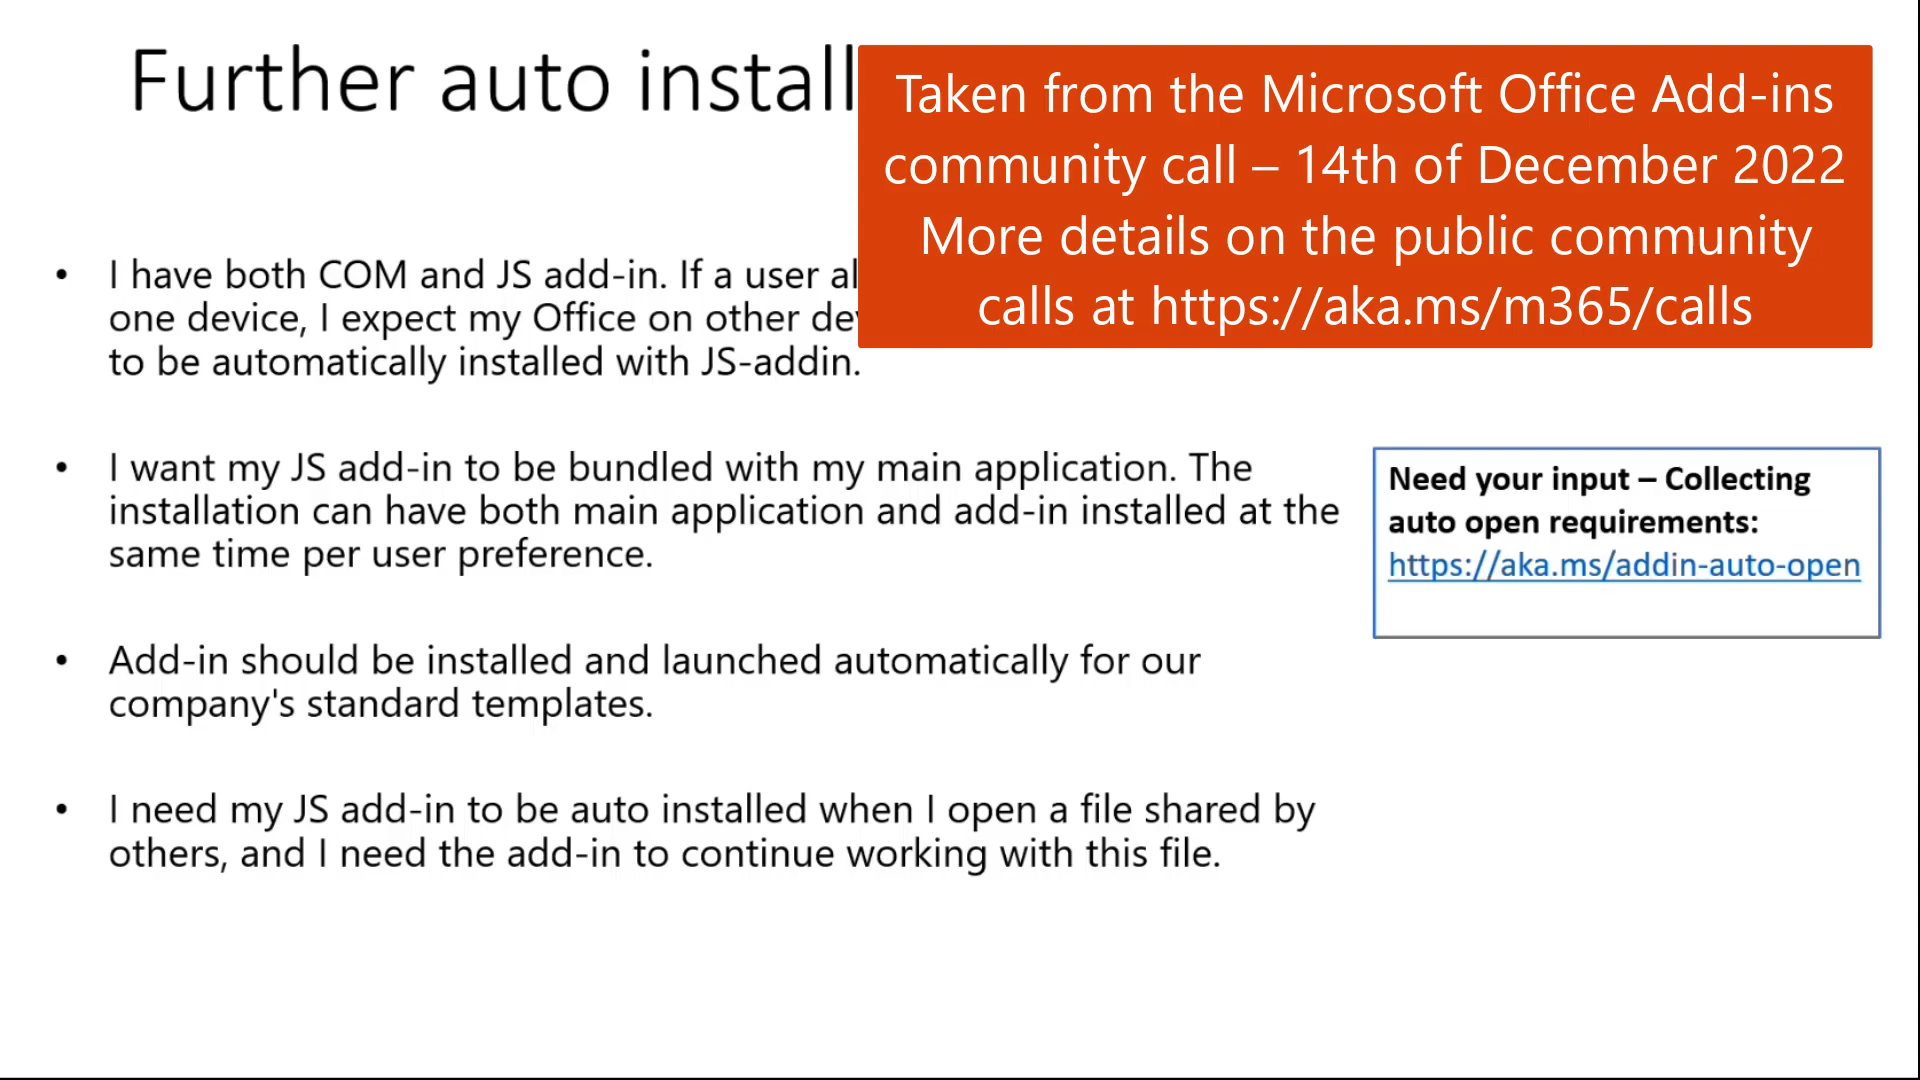 Further auto install
Taken from the Microsoft Office Add-ins
community call – 14th of December 2022
More details on the public community
calls at https://aka.ms/m365/calls
• I have both COM and JS add-in. If a user
one device, I expect my Office on other
to be automatically installed with JS-addin.
• I want my JS add-in to be bundled with my main application. The
installation can have both main application and add-in installed at the
same time per user preference.
• Add-in should be installed and launched automatically for our
company's standard templates.
• I need my JS add-in to be auto installed when I open a file shared by
others, and I need the add-in to continue working with this file.
Need your input – Collecting
auto open requirements:
https://aka.ms/addin-auto-open